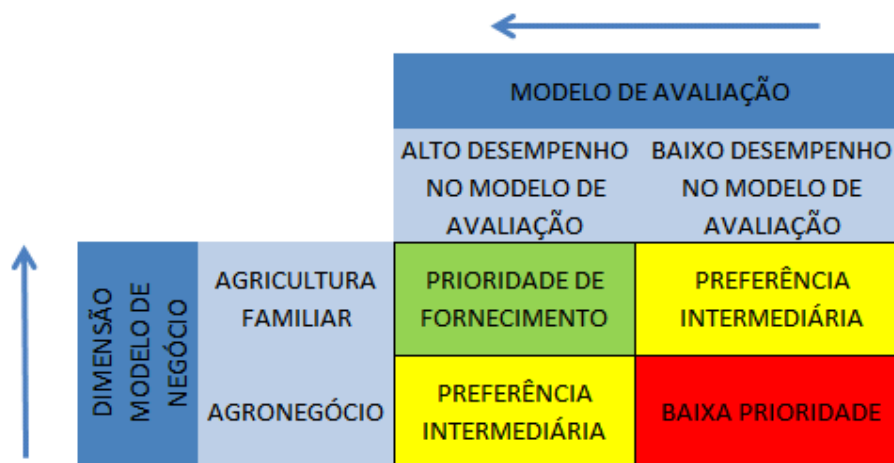 MODELO DE AVALIAÇÃO
ALTO DESEMPENHO
NO MODELO DE
AVALIAÇÃO
BAIXO DESEMPENHO
NO MODELO DE
AVALIAÇÃO
DIMENSÃO
MODELO DE
NEGÓCIO
AGRICULTURA
FAMILIAR
PRIORIDADE DE
FORNECIMENTO
PREFERÊNCIA
INTERMEDIÁRIA
AGRONEGÓCIO
PREFERÊNCIA
INTERMEDIÁRIA
BAIXA PRIORIDADE